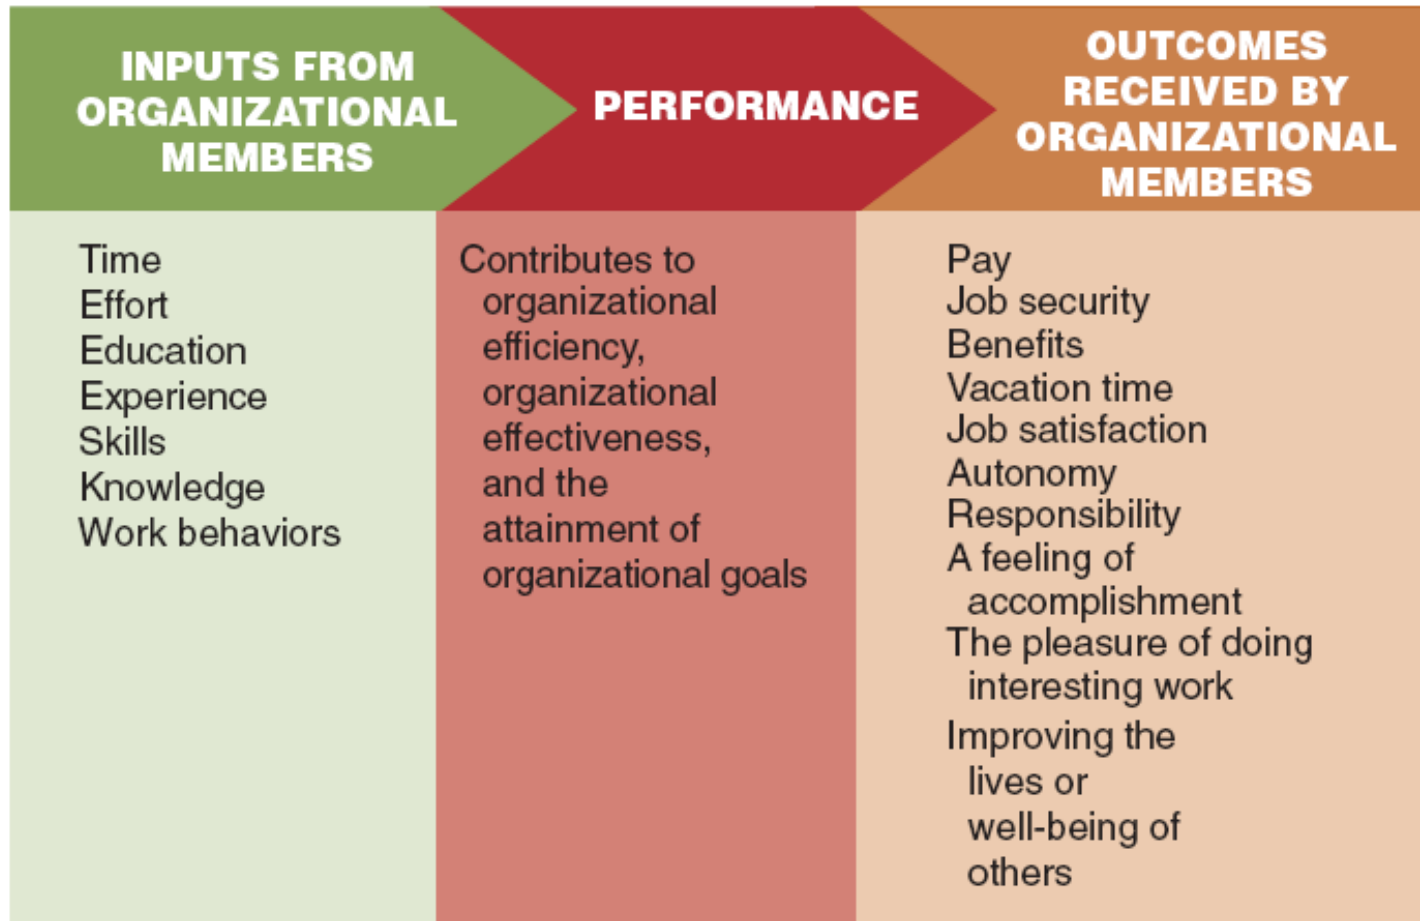 INPUTS FROM
ORGANIZATIONAL
MEMBERS
Time
Effort
Education
Experience
Skills
Knowledge
Work behaviors
PERFORMANCE
Contributes to
organizational
efficiency,
organizational
effectiveness,
and the
attainment of
organizational goals
OUTCOMES
RECEIVED BY
ORGANIZATIONAL
MEMBERS
Pay
Job security
Benefits
Vacation time
Job satisfaction
Autonomy
Responsibility
A feeling of
accomplishment
The pleasure of doing
interesting work
Improving the
lives or
well-being of
others